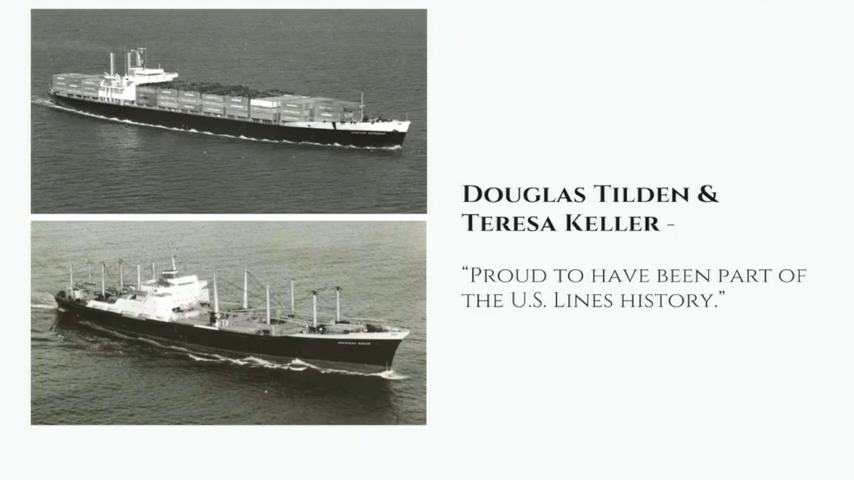 DOUGLAS TILDEN &
TERESA KELLER -
“PROUD TO HAVE BEEN PART OF
THE U.S. LINES HISTORY.”